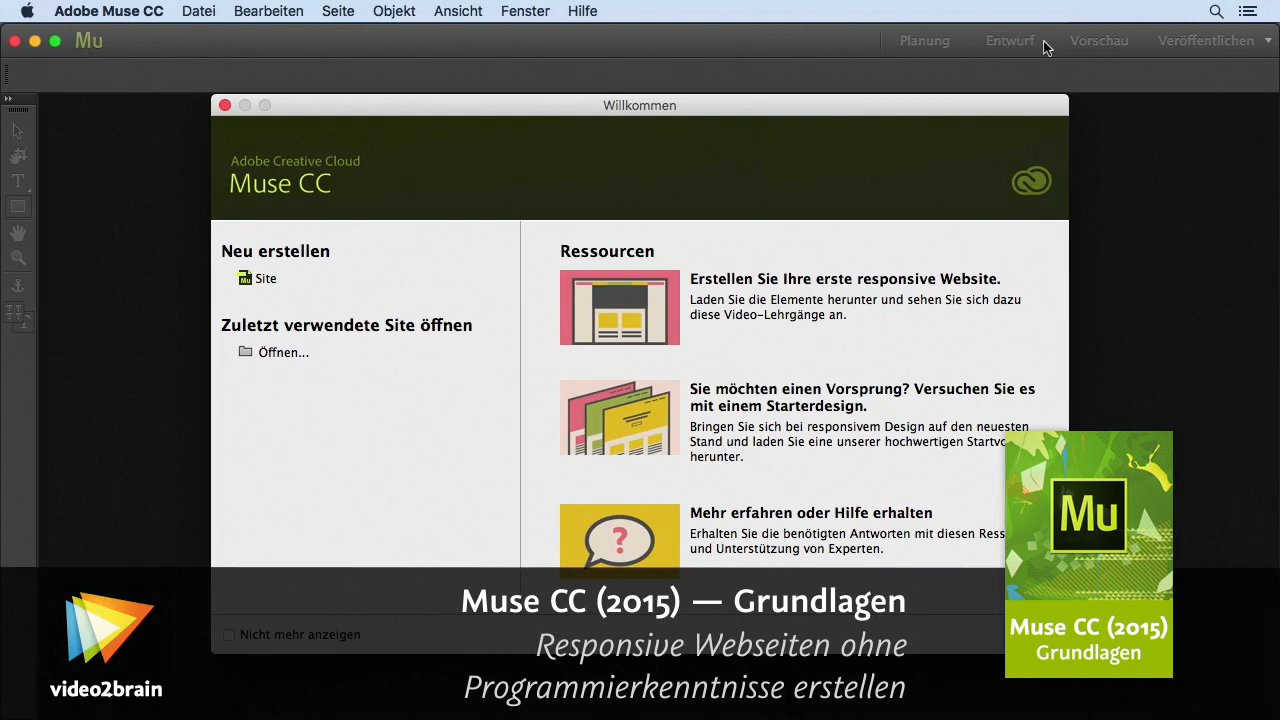 Adobe Muse CC Datei Bearbeiten Seite Objekt Ansicht Fenster Hilfe
Mu Planung Entwurf Vorschau Veröffentlichen
Willkommen
Adobe Creative Cloud
Muse CC
Neu erstellen
Site
Zuletzt verwendete Site öffnen
Öffnen...
Nicht mehr anzeigen
Ressourcen
Erstellen Sie Ihre erste responsive Website.
Laden Sie die Elemente herunter und sehen Sie sich dazu
diese Video-Lehrgänge an.
Sie möchten einen Vorsprung? Versuchen Sie es
mit einem Starterdesign.
Bringen Sie sich bei responsivem Design auf den neuesten
Stand und laden Sie eine unserer hochwertigen Startvo
herunter.
?
Mehr erfahren oder Hilfe erhalten
Erhalten Sie die benötigten Antworten mit diesen Ress
und Unterstützung von Experten.
Mu
Muse CC (2015)
Grundlagen
Muse CC (2015) — Grundlagen
Responsive Webseiten ohne
Programmierkenntnisse erstellen
video2brain